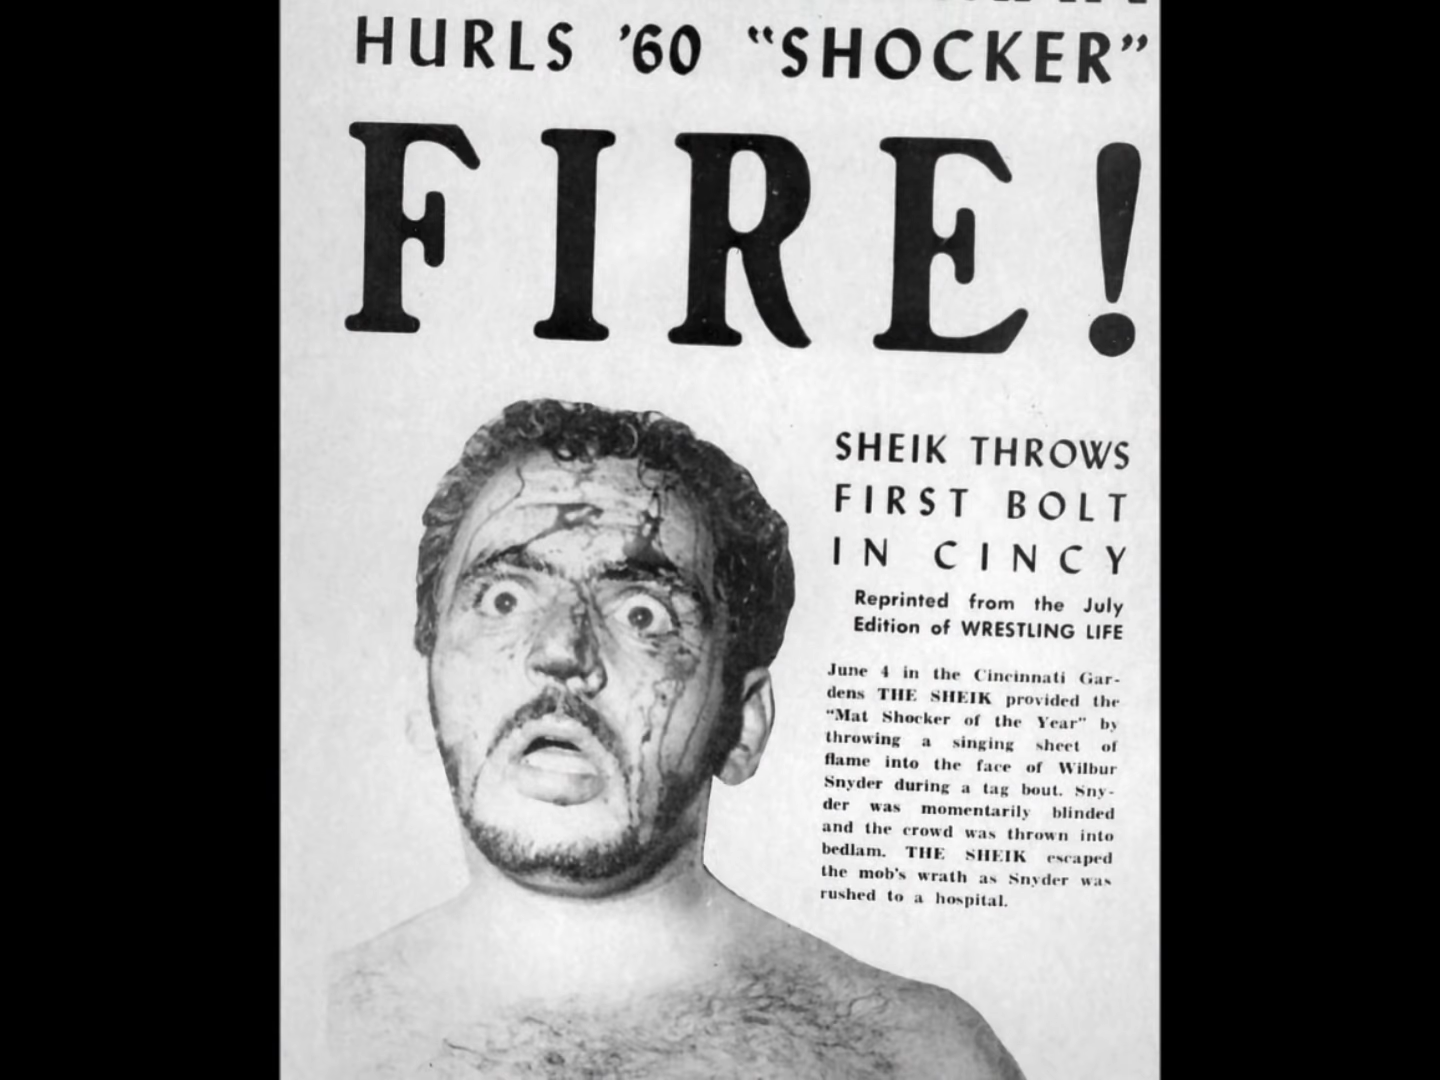 HURLS '60 “SHOCKER”
FIRE!
SHEIK THROWS
FIRST BOLT
IN CINCY
Reprinted from the July
Edition of WRESTLING LIFE
June 4 in the Cincinnati Gar-
dens THE SHEIK provided the
“Mat Shocker of the Year” by
throwing a singing sheet of
flame into the face of Wilbur
Snyder during a tag bout. Sny-
der was momentarily blinded
and the crowd was thrown into
bedlam. THE SHEIK escaped
the mob's wrath as Snyder was
rushed to a hospital.